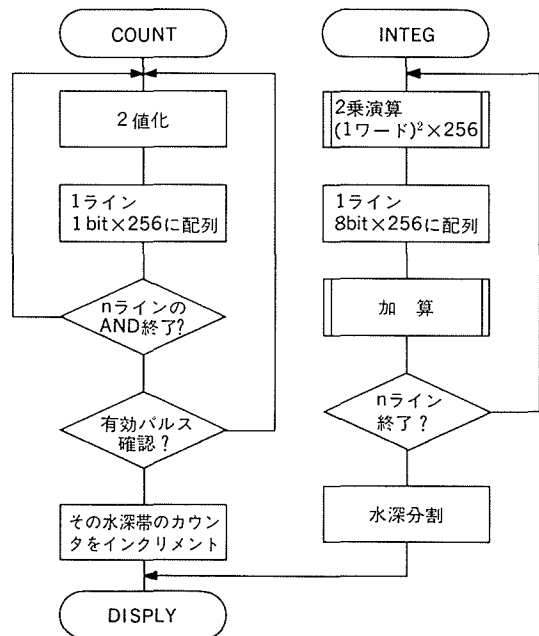 COUNT
2値化
1ライン
1bit×256に配列
nラインの
AND終了?
有効パルス
確認?
その水深帯のカウン
タをインクリメント
DISPLY
INTEG
2乗演算
(1ワード)²×256
1ライン
8bit×256に配列
加 算
nライン
終了?
水深分割